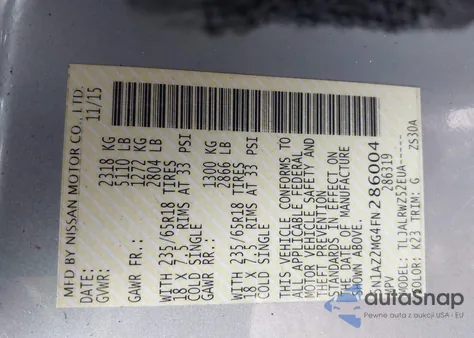 MFD BY NISSAN MOTOR CO., LTD.
DATE: 11/15
GVWR: 2318 KG
5110 LB
GAWR FR.: 1272 KG
2804 LB
WITH 235/65R18 TIRES
18 X 7.5 RIMS AT 33 PSI
COLD SINGLE
GAWR RR.: 1300 KG
2866 LB
WITH 235/65R18 TIRES
18 X 7.5 RIMS AT 33 PSI
COLD SINGLE
THIS VEHICLE CONFORMS TO
ALL APPLICABLE FEDERAL
MOTOR VEHICLE SAFETY AND
THEFT PREVENTION
STANDARDS IN EFFECT ON
THE DATE OF MANUFACTURE
SHOWN ABOVE.
5N1AZ2MG4FN286004
MPV 286319
MODEL: TLJALRWZ52EUA-----
COLOR: K23 TRIM: G ZS30A
autaSnap
Pewne auta z aukcji USA - EU